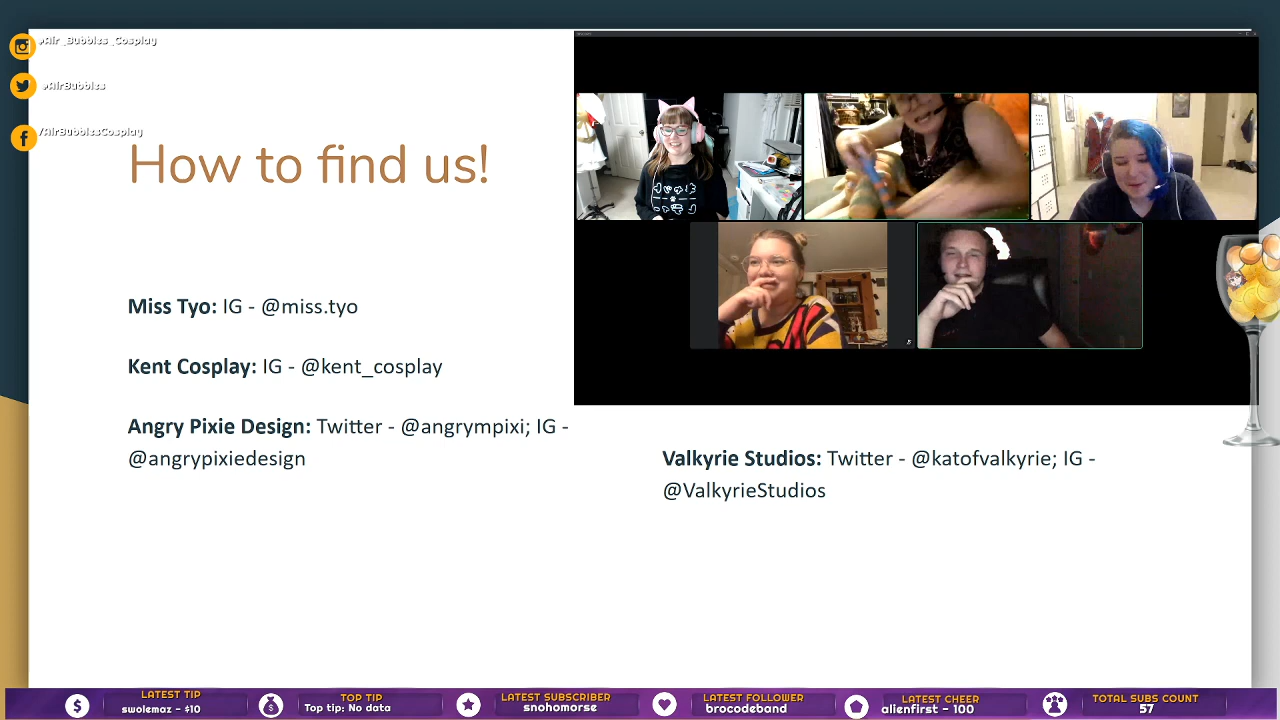 @Air_Bubbles_Cosplay
@AirBubbles
/AirBubblesCosplay
How to find us!
Miss Tyo: IG - @miss.tyo
Kent Cosplay: IG - @kent_cosplay
Angry Pixie Design: Twitter - @angrympixi; IG -
@angrypixiedesign
Valkyrie Studios: Twitter - @katofvalkyrie; IG -
@ValkyrieStudios
LATEST TIP
swolemaz - $10
TOP TIP
Top tip: No data
LATEST SUBSCRIBER
snohomorse
LATEST FOLLOWER
brocodeband
LATEST CHEER
alienfirst - 100
TOTAL SUBS COUNT
57